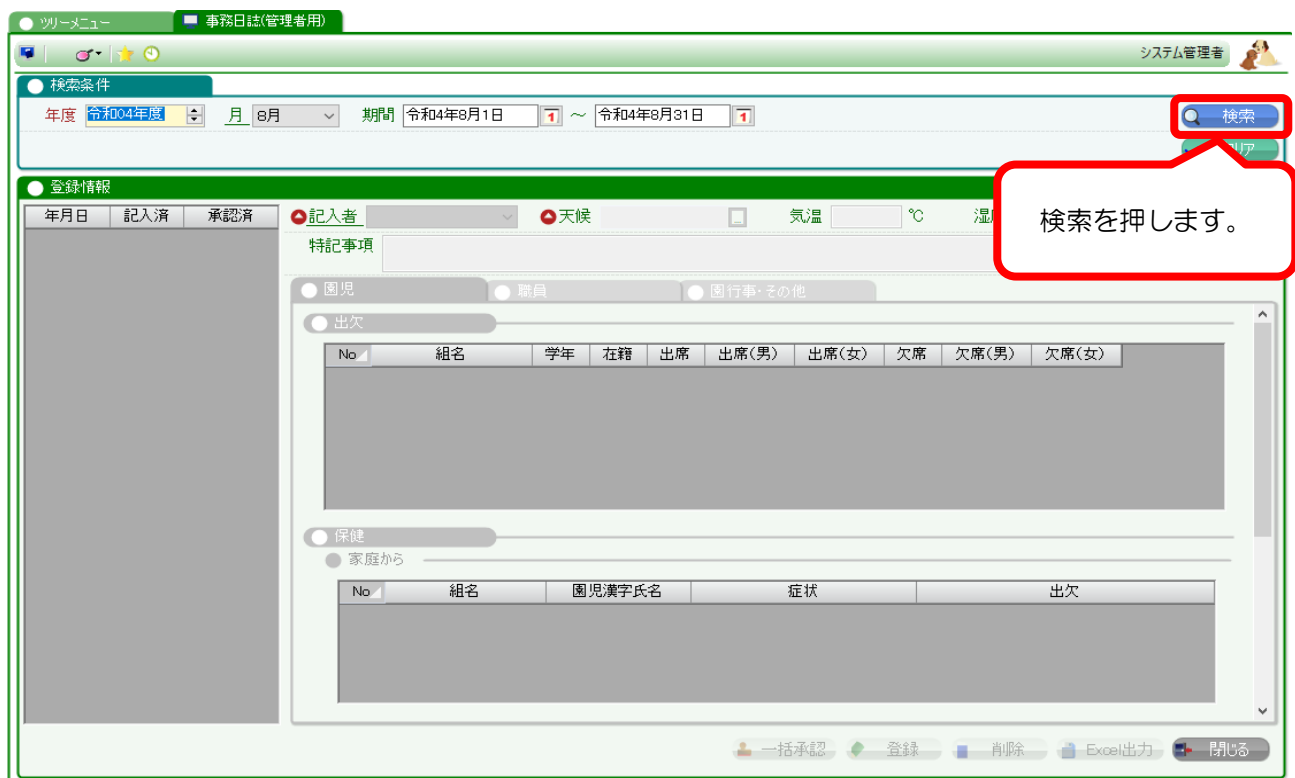 ツリーメニュー 事務日誌(管理者用)
システム管理者
検索条件
年度 令和04年度 月 8月 期間 令和4年8月1日 1 ～ 令和4年8月31日 1 検索
リア
登録情報
検索を押します。
年月日 記入済 承認済 記入者 天候 ... 気温 ℃
特記事項
園児 職員 園行事・その他
出欠
No 組名 学年 在籍 出席 出席(男) 出席(女) 欠席 欠席(男) 欠席(女)
保健
家庭から
No 組名 園児漢字氏名 症状 出欠
一括承認 登録 削除 Excel出力 閉じる